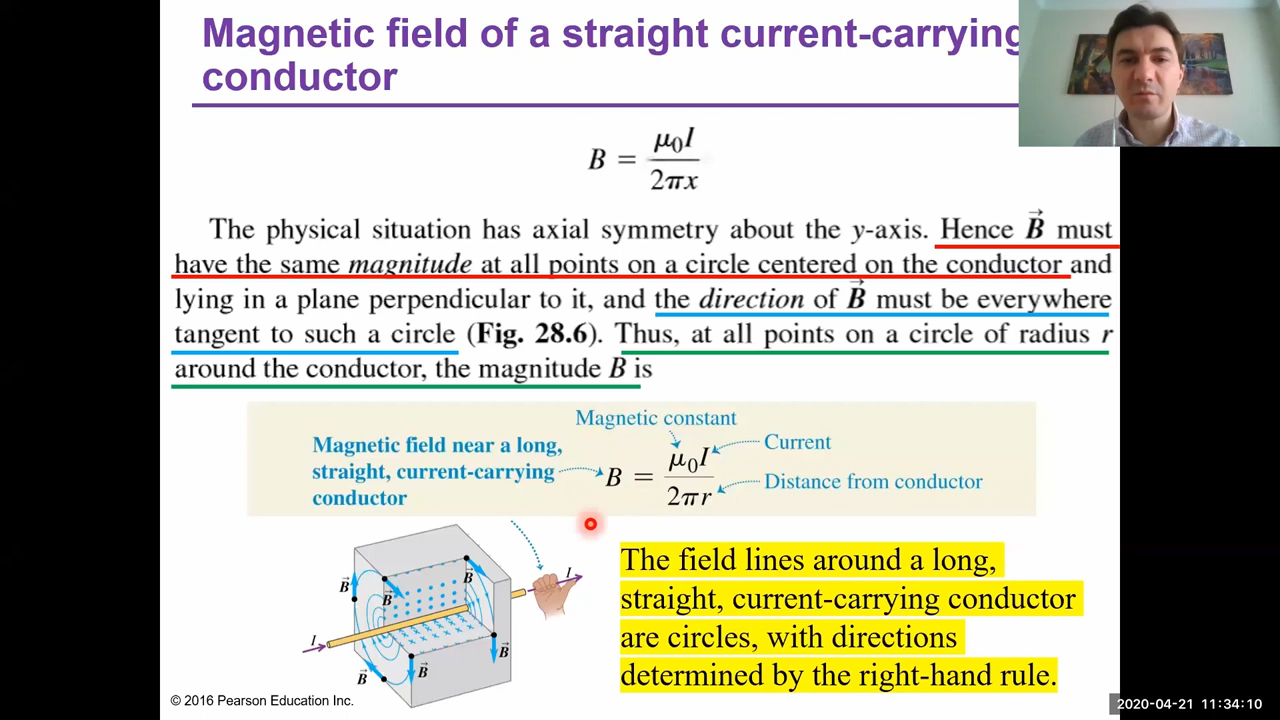 Magnetic field of a straight current-carrying
conductor
B = μ₀I / 2πx
The physical situation has axial symmetry about the y-axis. Hence B⃗ must
have the same magnitude at all points on a circle centered on the conductor and
lying in a plane perpendicular to it, and the direction of B⃗ must be everywhere
tangent to such a circle (Fig. 28.6). Thus, at all points on a circle of radius r
around the conductor, the magnitude B is
Magnetic constant
Magnetic field near a long,
straight, current-carrying
conductor
B = μ₀I / 2πr
Current
Distance from conductor
B⃗
B⃗
B⃗
I
I
B⃗
B⃗
B⃗
The field lines around a long,
straight, current-carrying conductor
are circles, with directions
determined by the right-hand rule.
© 2016 Pearson Education Inc.
2020-04-21 11:34:10